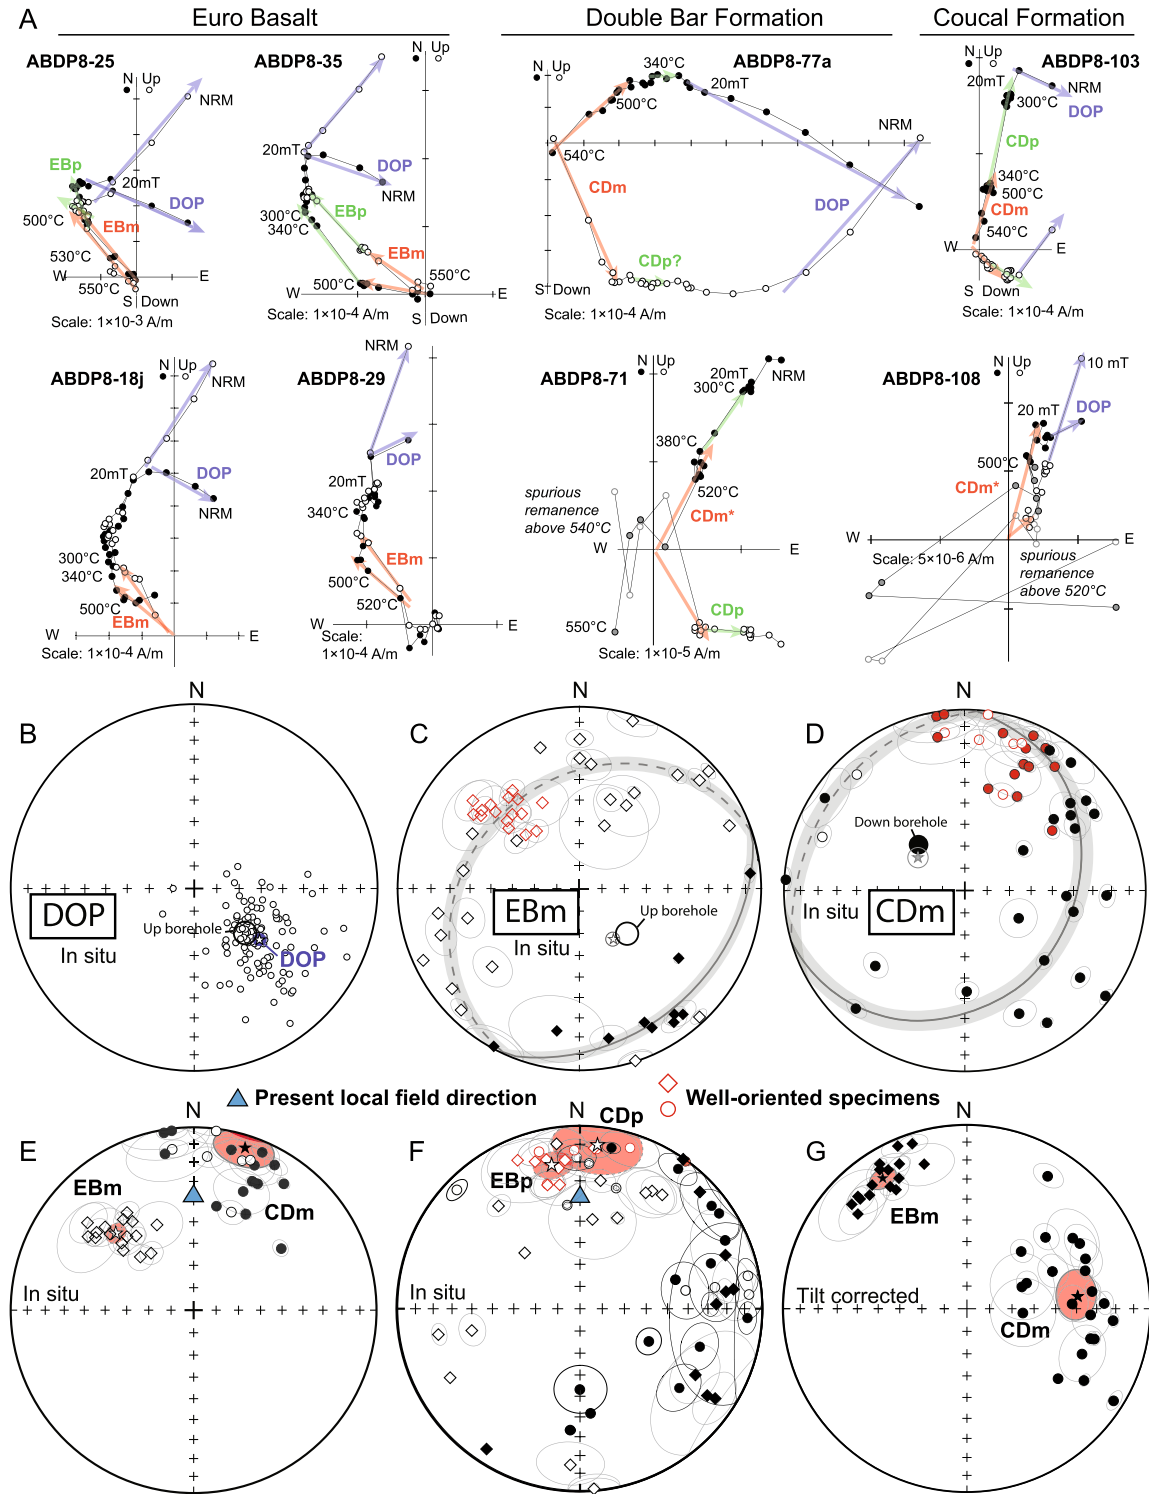 A
Euro Basalt
Double Bar Formation
Coucal Formation
ABDP8-25
N Up
NRM
EBp
20mT
DOP
500°C
EBm
530°C
W
E
550°C
S Down
Scale: 1×10-3 A/m
ABDP8-35
N Up
20mT
DOP
NRM
EBp
300°C
340°C
EBm
500°C
550°C
W
E
S Down
Scale: 1×10-4 A/m
ABDP8-77a
N Up
340°C
20mT
500°C
NRM
540°C
CDm
DOP
CDp?
S Down
Scale: 1×10-4 A/m
ABDP8-103
N Up
20mT
NRM
300°C
DOP
CDp
340°C
500°C
CDm
540°C
W
E
S Down
Scale: 1×10-4 A/m
ABDP8-18j
N Up
NRM
20mT
DOP
NRM
300°C
340°C
500°C
EBm
W
E
Scale: 1×10-4 A/m
ABDP8-29
NRM
DOP
20mT
340°C
EBm
500°C
520°C
W
E
Scale:
1×10-4 A/m
ABDP8-71
N Up
20mT
300°C
NRM
380°C
520°C
spurious
remanence
above 540°C
CDm*
W
E
CDp
550°C
Scale: 1×10-5 A/m
ABDP8-108
N Up
10 mT
20 mT
DOP
500°C
CDm*
W
E
Scale: 5×10-6 A/m
spurious
remanence
above 520°C
B
N
DOP
Up borehole
In situ
DOP
C
N
EBm
Up borehole
In situ
D
N
Down borehole
In situ
CDm
Present local field direction
Well-oriented specimens
E
N
EBm
CDm
In situ
F
N
CDp
EBp
In situ
G
EBm
Tilt corrected
CDm